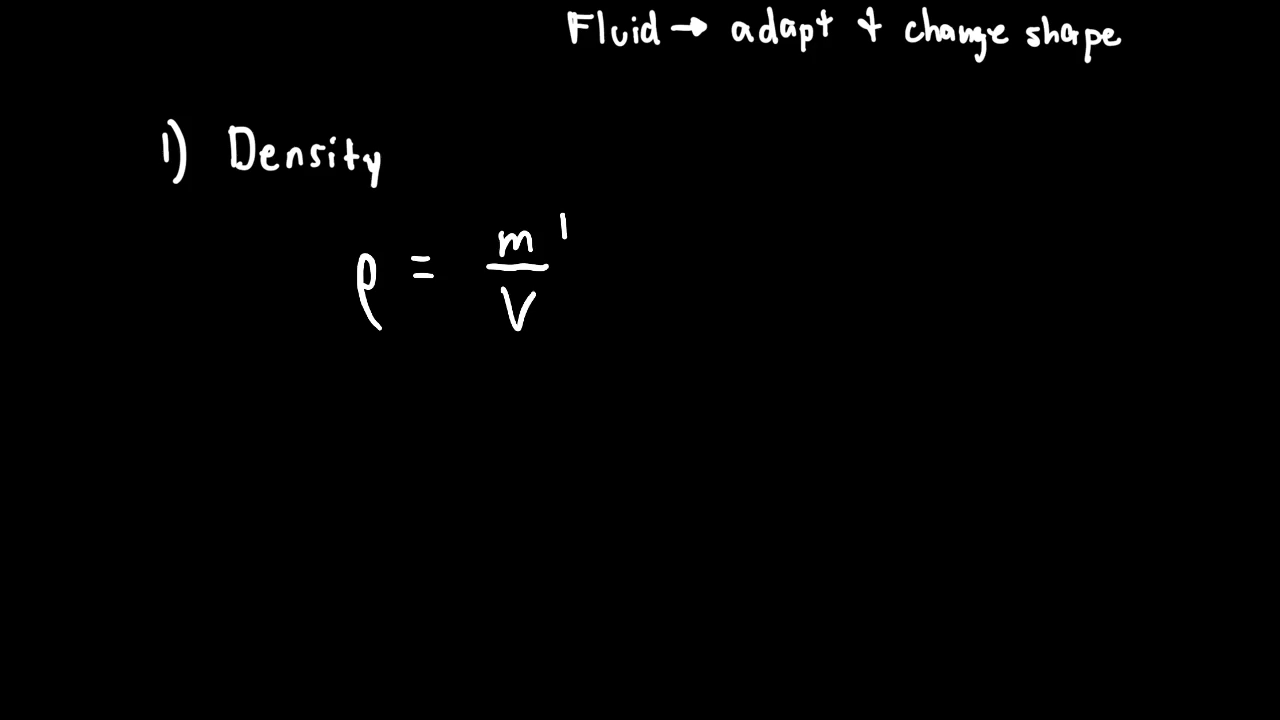 Fluid → adapt & change shape
1) Density
ρ = m / V